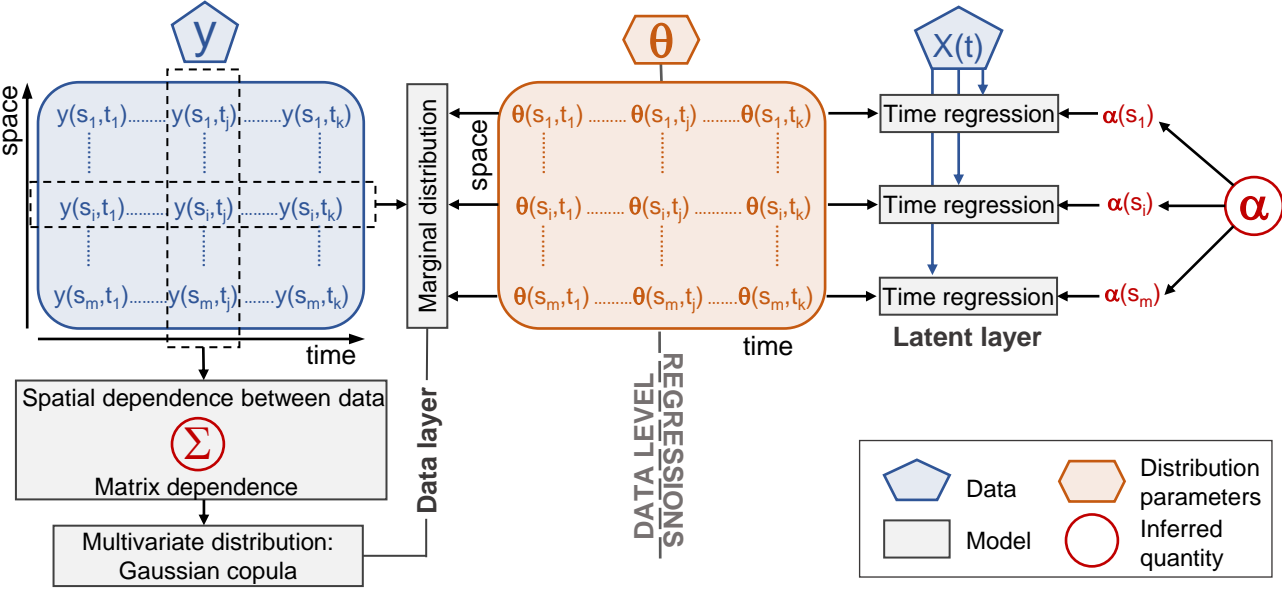 y
θ
X(t)
space
y(s1,t1).........y(s1,tj) ......y(s1,tk)
y(si,t1).........y(si,tj) ......y(si,tk)
y(sm,t1).........y(sm,tj) ......y(sm,tk)
time
Marginal distribution
space
θ(s1,t1) .........θ(s1,tj) ........θ(s1,tk)
θ(si,t1) .........θ(si,tj) ........θ(si,tk)
θ(sm,t1) .......θ(sm,tj) .......θ(sm,tk)
time
Time regression
α(s1)
Time regression
α(si)
α
Time regression
α(sm)
Latent layer
Spatial dependence between data
Σ
Matrix dependence
Multivariate distribution:
Gaussian copula
Data layer
DATA LEVEL
REGRESSIONS
Data
Distribution
parameters
Model
Inferred
quantity